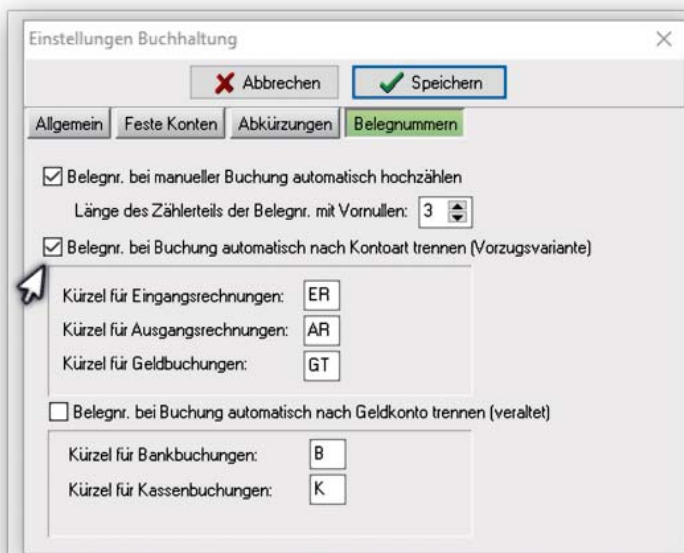 Einstellungen Buchhaltung
Abbrechen Speichern
Allgemein Feste Konten Abkürzungen Belegnummern
Belegnr. bei manueller Buchung automatisch hochzählen
Länge des Zählerteils der Belegnr. mit Vornullen: 3
Belegnr. bei Buchung automatisch nach Kontoart trennen (Vorzugsvariante)
Kürzel für Eingangsrechnungen: ER
Kürzel für Ausgangsrechnungen: AR
Kürzel für Geldbuchungen: GT
Belegnr. bei Buchung automatisch nach Geldkonto trennen (veraltet)
Kürzel für Bankbuchungen: B
Kürzel für Kassenbuchungen: K